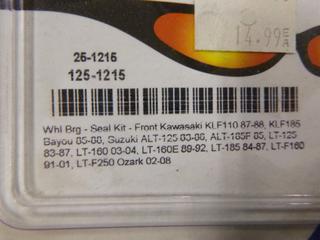 14.99 EA
25-1215
125-1215
Whl Brg - Seal Kit - Front Kawasaki KLF110 87-88, KLF185
Bayou 85-88, Suzuki ALT-125 83-86, ALT-185F 85, LT-125
83-87, LT-160 03-04, LT-160E 89-92, LT-185 84-87, LT-F160
91-01, LT-F250 Ozark 02-08